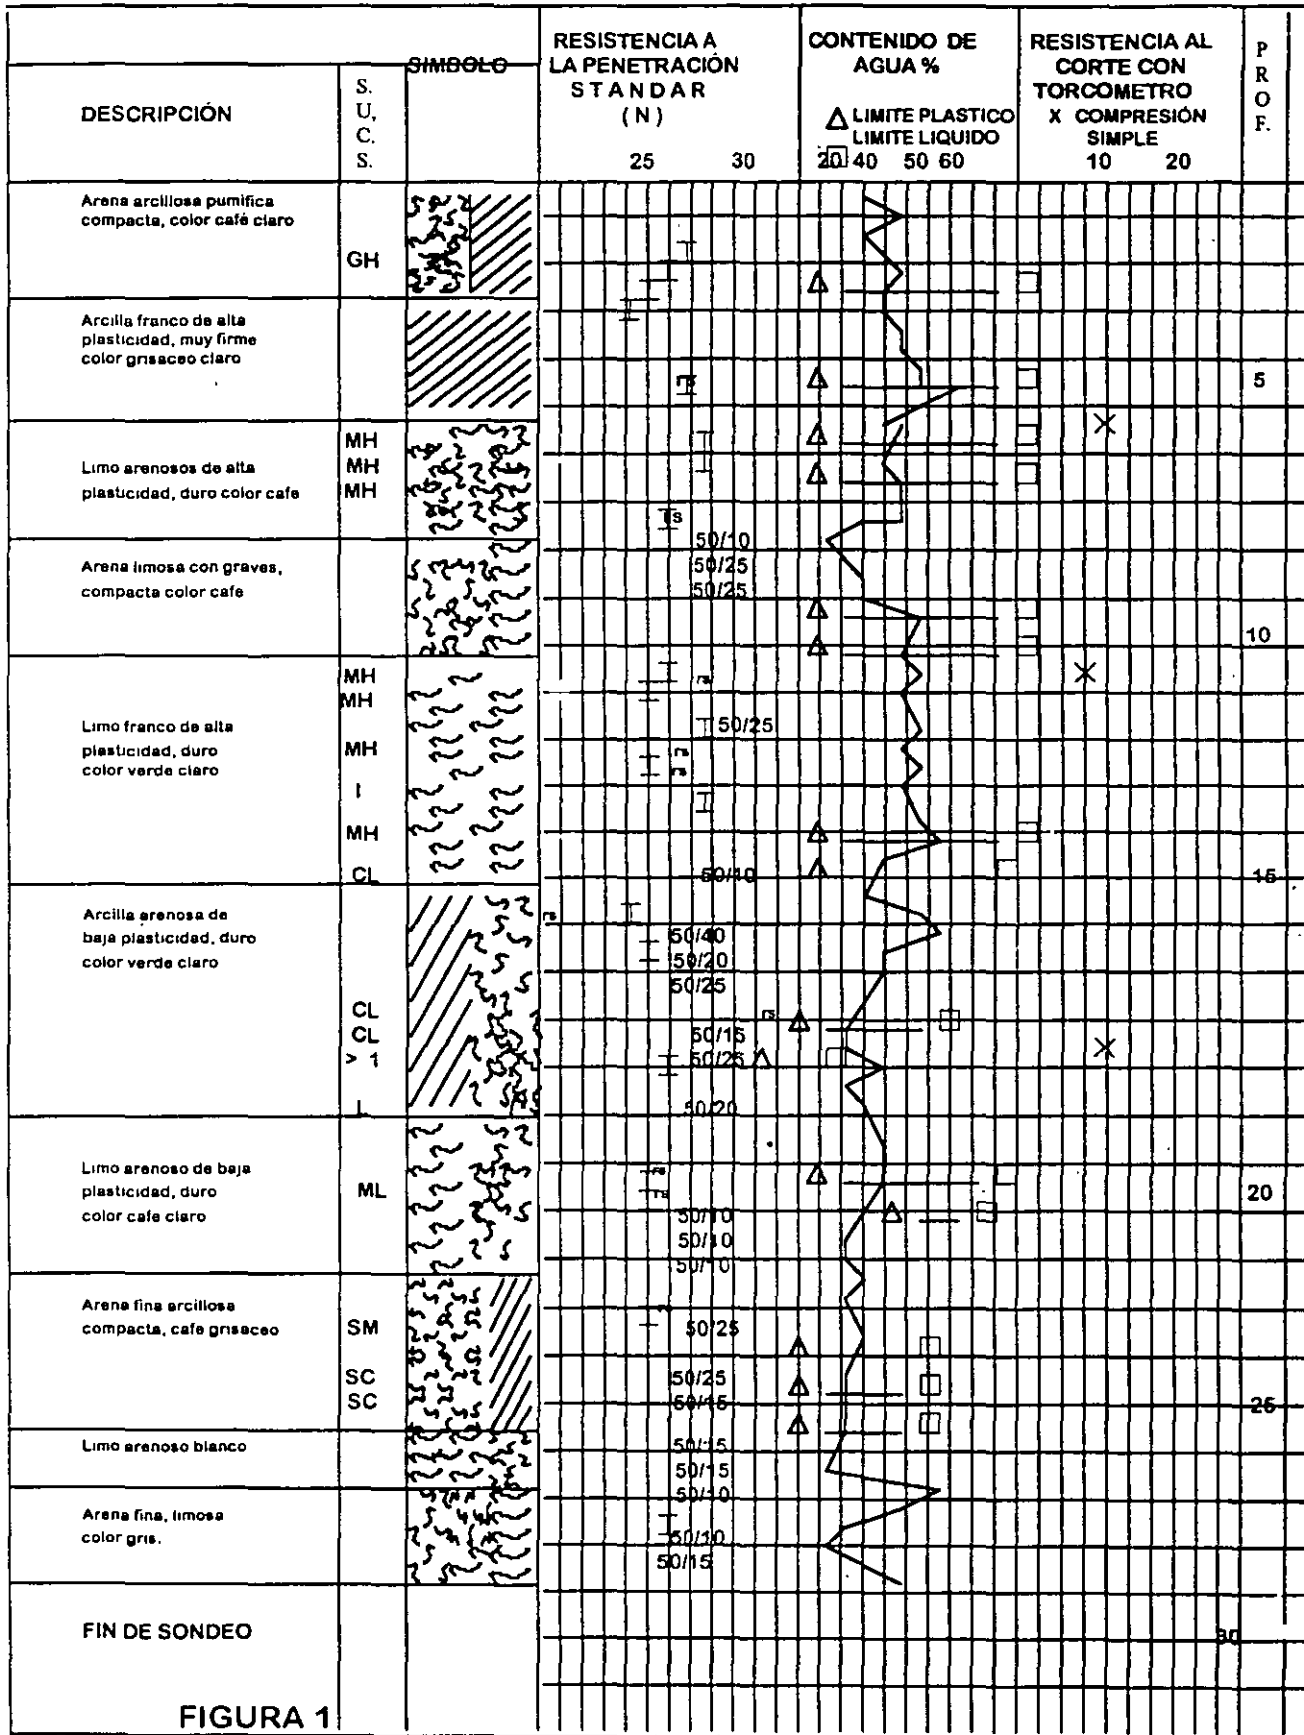 DESCRIPCIÓN
S.
U,
C.
S.
SIMBOLO
RESISTENCIA A
LA PENETRACIÓN
STANDAR
(N)
25 30
CONTENIDO DE
AGUA %
△ LIMITE PLASTICO
LIMITE LIQUIDO
20 40 50 60
RESISTENCIA AL
CORTE CON
TORCOMETRO
X COMPRESIÓN
SIMPLE
10 20
P
R
O
F.
Arena arcillosa pumifica
compacta, color café claro
GH
Arcilla franco de alta
plasticidad, muy firme
color grisaceo claro
rs
5
MH
MH
MH
Limo arenosos de alta
plasticidad, duro color cafe
50/10
50/25
50/25
Arena limosa con graves,
compacta color cafe
10
MH
MH
rs
Limo franco de alta
plasticidad, duro
color verde claro
50/25
MH
rs
rs
I
MH
CL
50/10
15
Arcilla arenosa de
baja plasticidad, duro
color verde claro
rs
50/40
50/20
50/25
CL
CL
> 1
L
rs
50/15
50/25
50/20
Limo arenoso de baja
plasticidad, duro
color cafe claro
ML
rs
rs
50/10
50/10
50/10
20
Arena fina arcillosa
compacta, cafe grisaceo
SM
50/25
SC
SC
50/25
50/15
25
Limo arenoso blanco
50/15
50/15
50/10
Arena fina, limosa
color gris.
50/10
50/15
FIN DE SONDEO
30
FIGURA 1